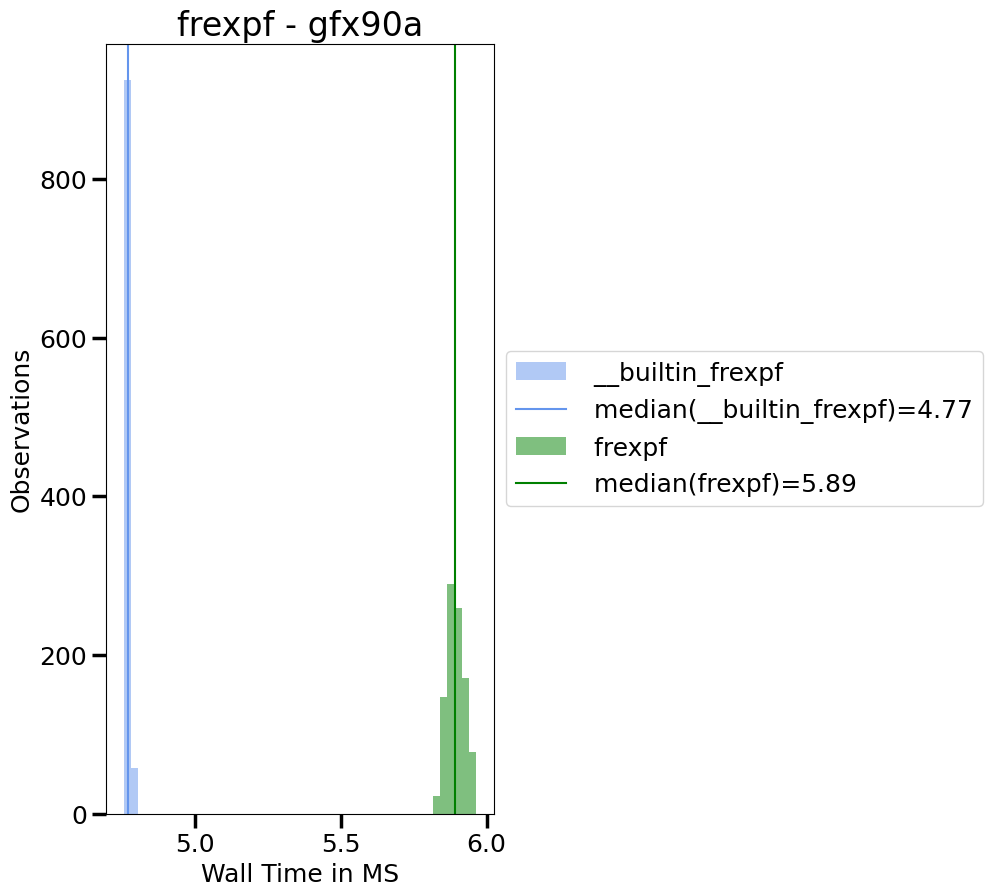 frexpf - gfx90a
Observations
800
600
400
200
0
5.0 5.5 6.0
Wall Time in MS
__builtin_frexpf
median(__builtin_frexpf)=4.77
frexpf
median(frexpf)=5.89